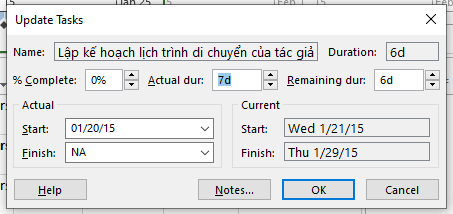 Jan 25
Update Tasks
Name: Lập kế hoạch lịch trình di chuyển của tác giả Duration: 6d
% Complete: 0% Actual dur: 7d Remaining dur: 6d
Actual Current
Start: 01/20/15 Start: Wed 1/21/15
Finish: NA Finish: Thu 1/29/15
Help Notes... OK Cancel